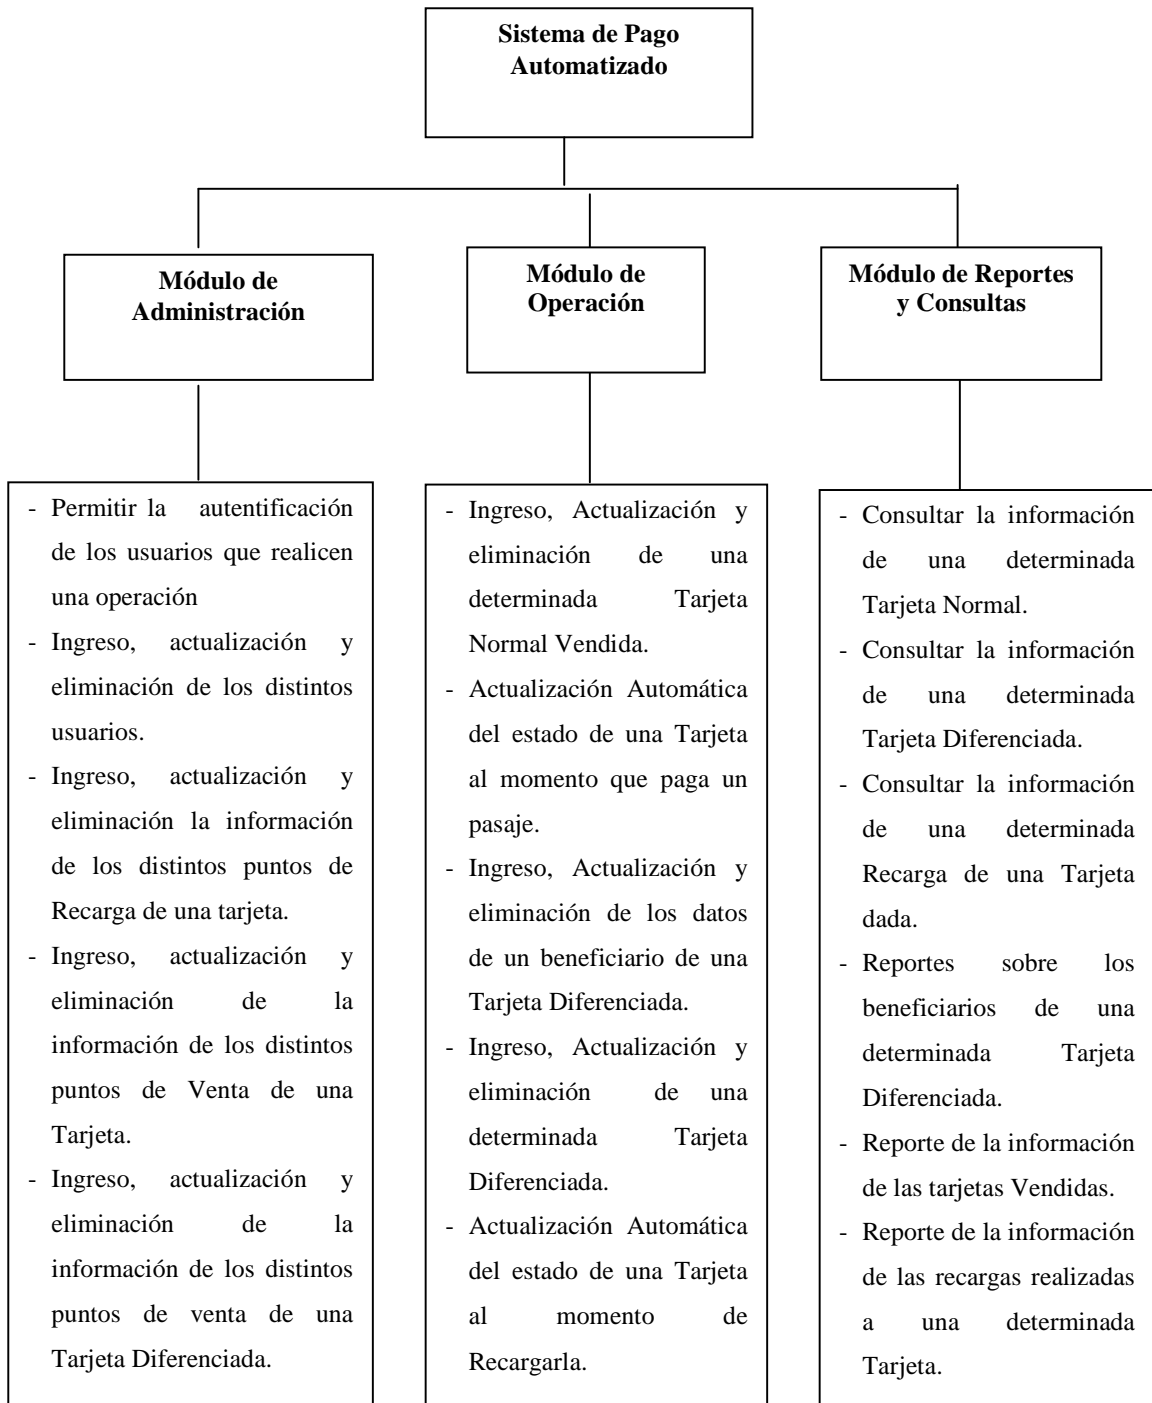 Sistema de Pago
Automatizado
Módulo de
Administración
Módulo de
Operación
Módulo de Reportes
y Consultas
- Permitir la autentificación
de los usuarios que realicen
una operación
- Ingreso, actualización y
eliminación de los distintos
usuarios.
- Ingreso, actualización y
eliminación la información
de los distintos puntos de
Recarga de una tarjeta.
- Ingreso, actualización y
eliminación de la
información de los distintos
puntos de Venta de una
Tarjeta.
- Ingreso, actualización y
eliminación de la
información de los distintos
puntos de venta de una
Tarjeta Diferenciada.
- Ingreso, Actualización y
eliminación de una
determinada Tarjeta
Normal Vendida.
- Actualización Automática
del estado de una Tarjeta
al momento que paga un
pasaje.
- Ingreso, Actualización y
eliminación de los datos
de un beneficiario de una
Tarjeta Diferenciada.
- Ingreso, Actualización y
eliminación de una
determinada Tarjeta
Diferenciada.
- Actualización Automática
del estado de una Tarjeta
al momento de
Recargarla.
- Consultar la información
de una determinada
Tarjeta Normal.
- Consultar la información
de una determinada
Tarjeta Diferenciada.
- Consultar la información
de una determinada
Recarga de una Tarjeta
dada.
- Reportes sobre los
beneficiarios de una
determinada Tarjeta
Diferenciada.
- Reporte de la información
de las tarjetas Vendidas.
- Reporte de la información
de las recargas realizadas
a una determinada
Tarjeta.